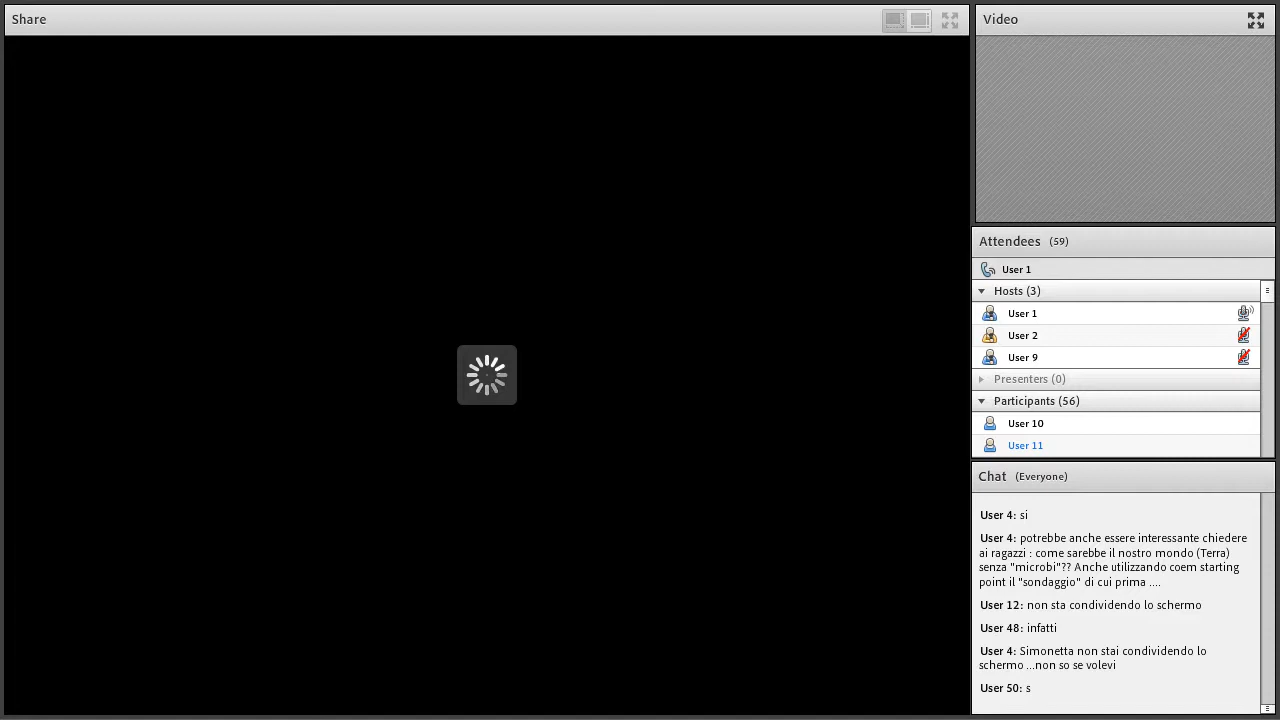 Share
Video
Attendees (59)
User 1
Hosts (3)
User 1
User 2
User 9
Presenters (0)
Participants (56)
User 10
User 11
Chat (Everyone)
User 4: si
User 4: potrebbe anche essere interessante chiedere
ai ragazzi : come sarebbe il nostro mondo (Terra)
senza "microbi"?? Anche utilizzando coem starting
point il "sondaggio" di cui prima ....
User 12: non sta condividendo lo schermo
User 48: infatti
User 4: Simonetta non stai condividendo lo
schermo ...non so se volevi
User 50: s